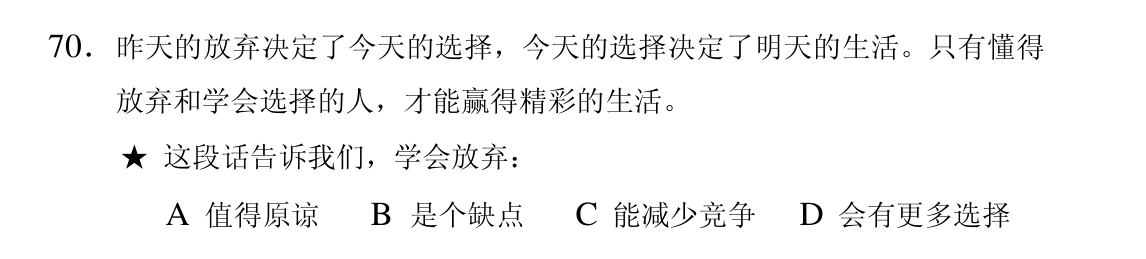 70．昨天的放弃决定了今天的选择，今天的选择决定了明天的生活。只有懂得
放弃和学会选择的人，才能赢得精彩的生活。
★ 这段话告诉我们，学会放弃：
A 值得原谅 B 是个缺点 C 能减少竞争 D 会有更多选择